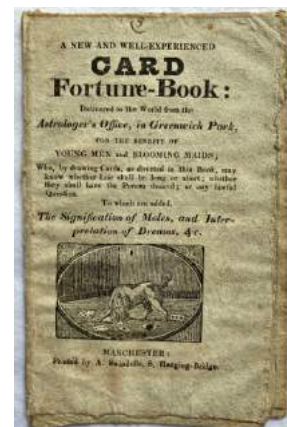 A NEW AND WELL-EXPERIENCED
CARD
Fortune-Book:
Delivered to the World from the
Astrologer's Office, in Greenwich Park,
FOR THE BENEFIT OF
YOUNG MEN and BLOOMING MAIDS;
Who, by drawing Cards, as directed in this Book, may
know whether Life shall be long or short; whether
they shall have the Person desired; or any lawful
Question.
To which are added,
The Signification of Moles, and Inter-
pretation of Dreams, &c.
MANCHESTER:
Printed by A. Swindells, 8, Hanging-Bridge.